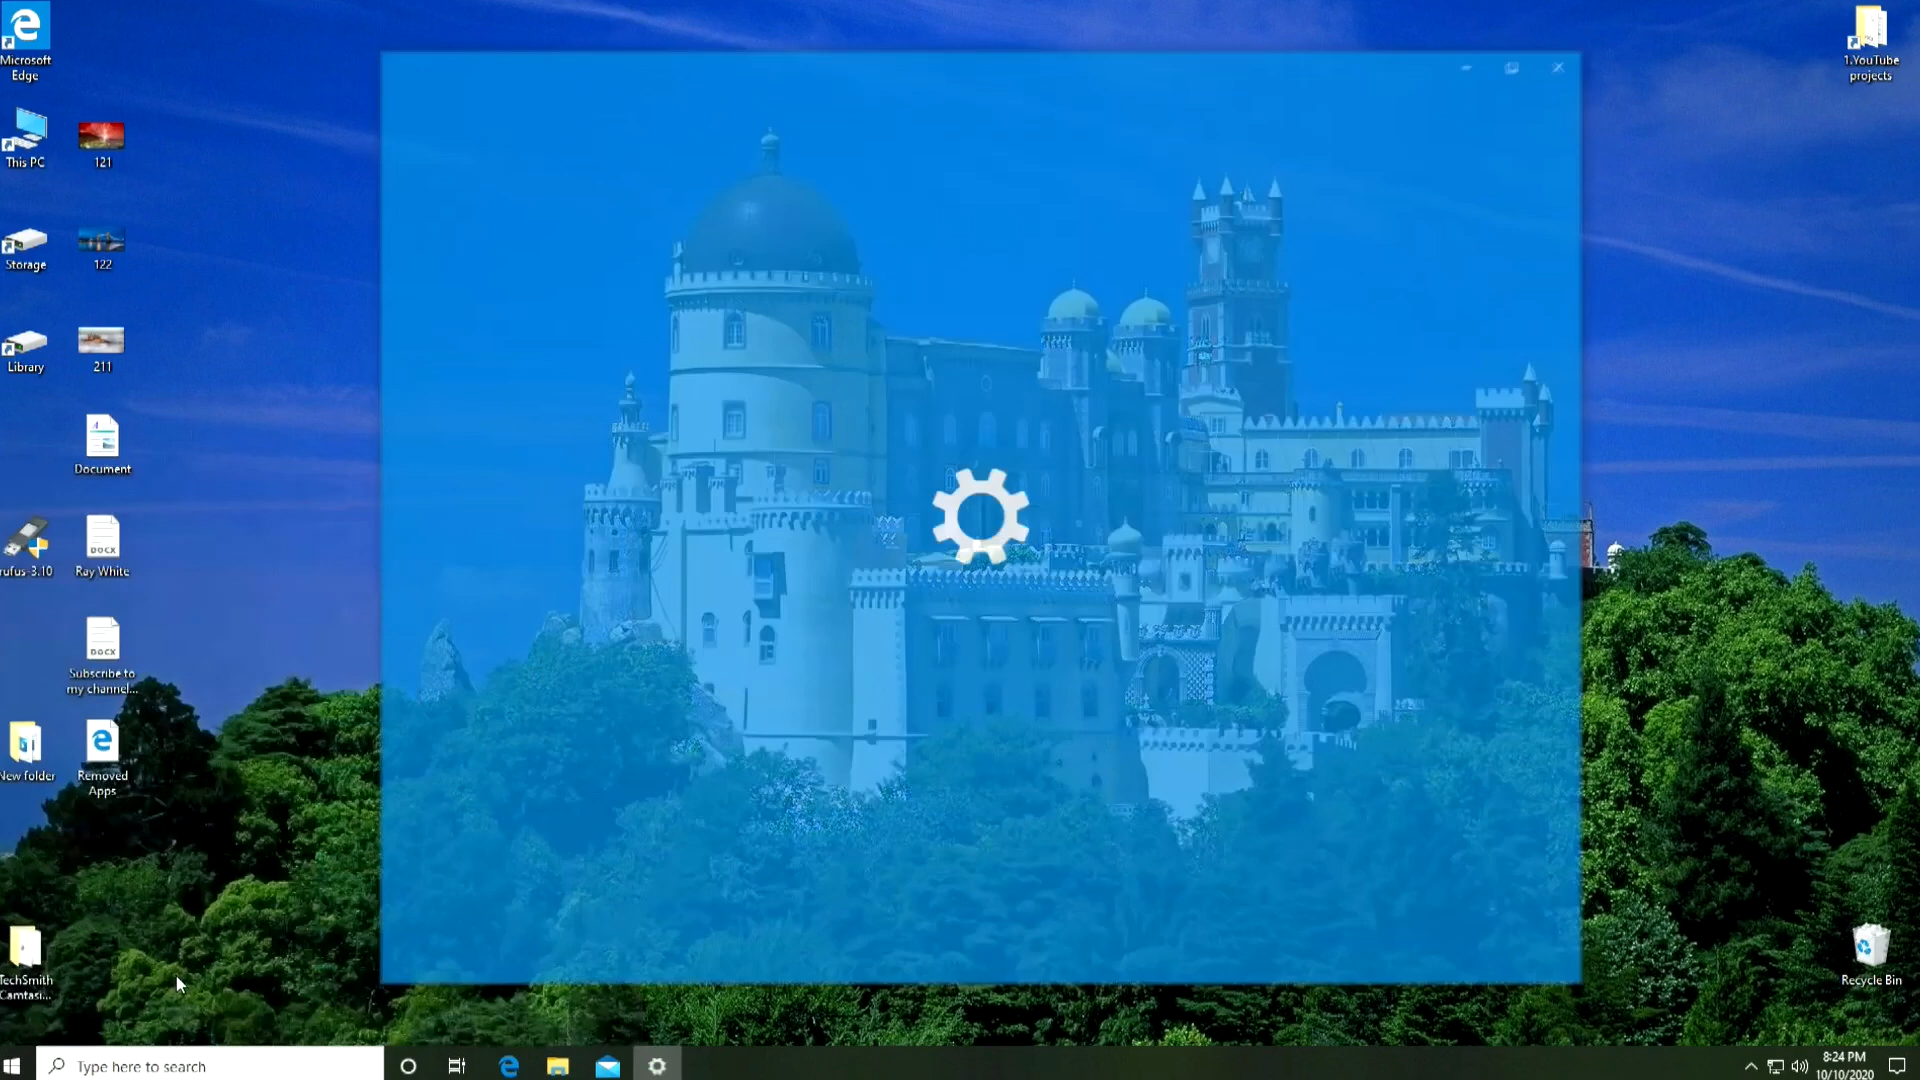 Microsoft
Edge
This PC
121
Storage
122
Library
211
Document
DOCX
rufus-3.10
Ray White
DOCX
Subscribe to
my channel...
New folder
Removed
Apps
TechSmith
Camtasi...
1.YouTube
projects
Recycle Bin
Type here to search
8:24 PM
10/10/2020